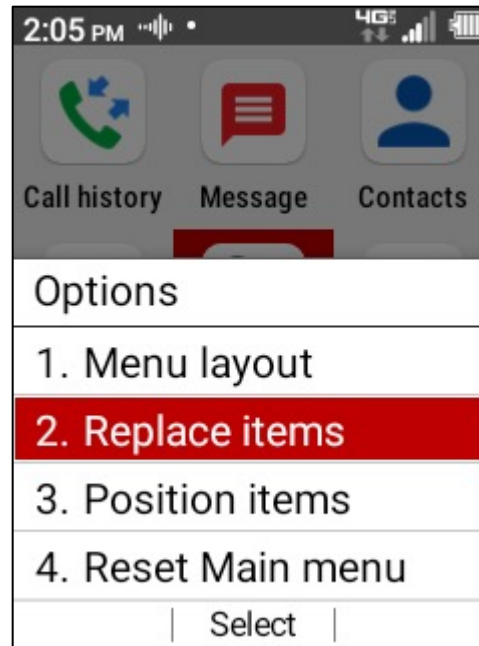 2:05 PM 4G
Call history Message Contacts
Options
1. Menu layout
2. Replace items
3. Position items
4. Reset Main menu
Select